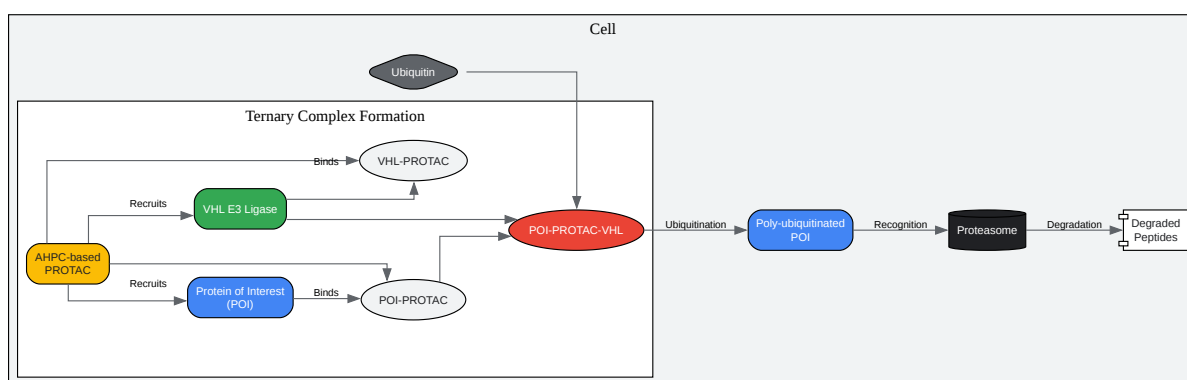 Cell
Ubiquitin
Ternary Complex Formation
Binds
VHL-PROTAC
Recruits
VHL E3 Ligase
POI-PROTAC-VHL
Ubiquitination
Poly-ubiquitinated
POI
Recognition
Proteasome
Degradation
Degraded
Peptides
AHPC-based
PROTAC
Recruits
Protein of Interest
(POI)
Binds
POI-PROTAC